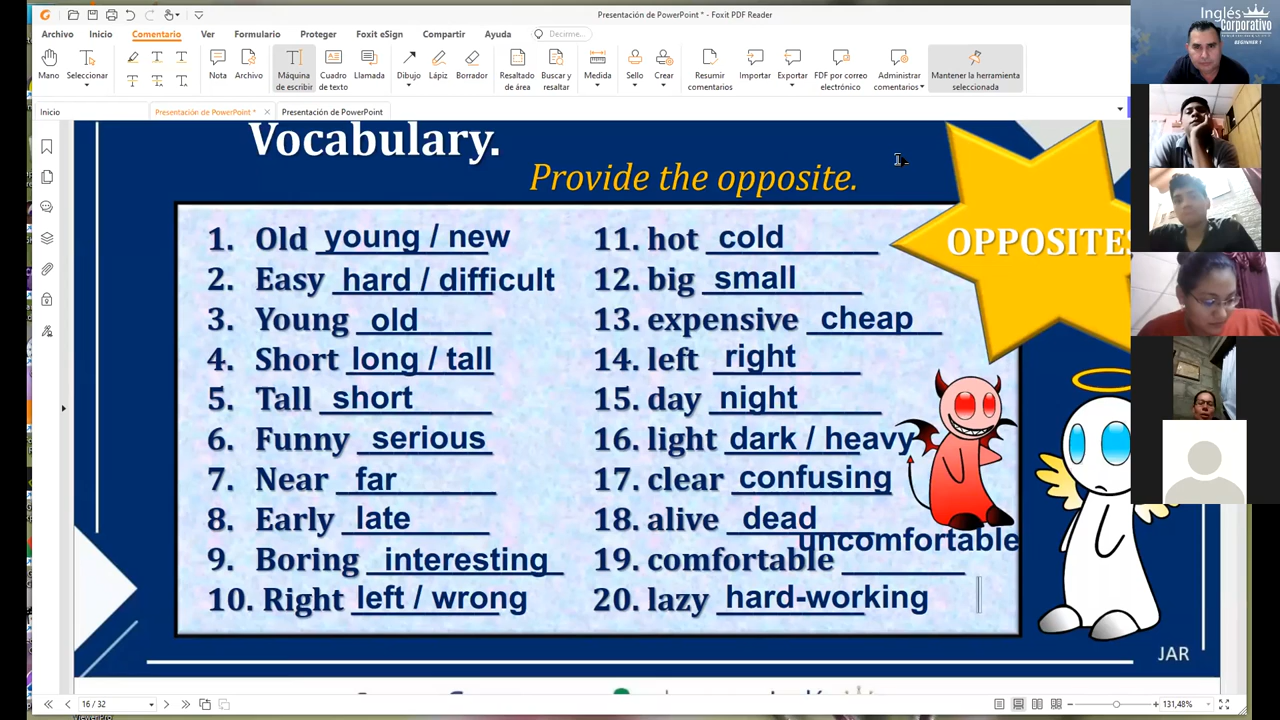 Presentación de PowerPoint * - Foxit PDF Reader
Archivo Inicio Comentario Ver Formulario Proteger Foxit eSign Compartir Ayuda Decirme...
Mano Seleccionar Nota Archivo Máquina de escribir Cuadro de texto Llamada Dibujo Lápiz Borrador Resaltado de área Buscar y resaltar Medida Sello Crear Resumir comentarios Importar Exportar PDF por correo electrónico Administrar comentarios Mantener la herramienta seleccionada
Inicio Presentación de PowerPoint * Presentación de PowerPoint
Inglés
Corporativo
BEGINNER 1
Vocabulary.
Provide the opposite.
OPPOSITES
1. Old young / new
2. Easy hard / difficult
3. Young old
4. Short long / tall
5. Tall short
6. Funny serious
7. Near far
8. Early late
9. Boring interesting
10. Right left / wrong
11. hot cold
12. big small
13. expensive cheap
14. left right
15. day night
16. light dark / heavy
17. clear confusing
18. alive dead
19. comfortable uncomfortable
20. lazy hard-working
JAR
16 / 32
131,48%